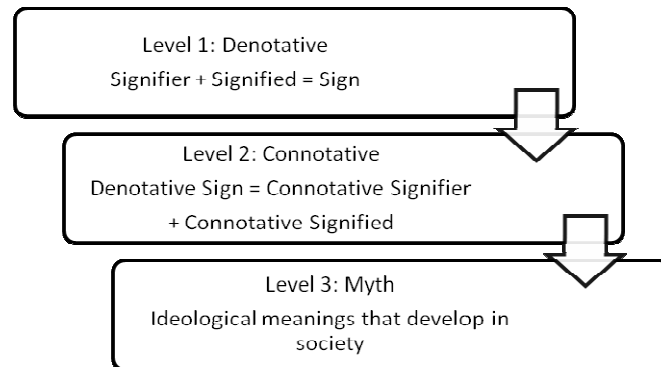 Level 1: Denotative
Signifier + Signified = Sign
Level 2: Connotative
Denotative Sign = Connotative Signifier
+ Connotative Signified
Level 3: Myth
Ideological meanings that develop in
society